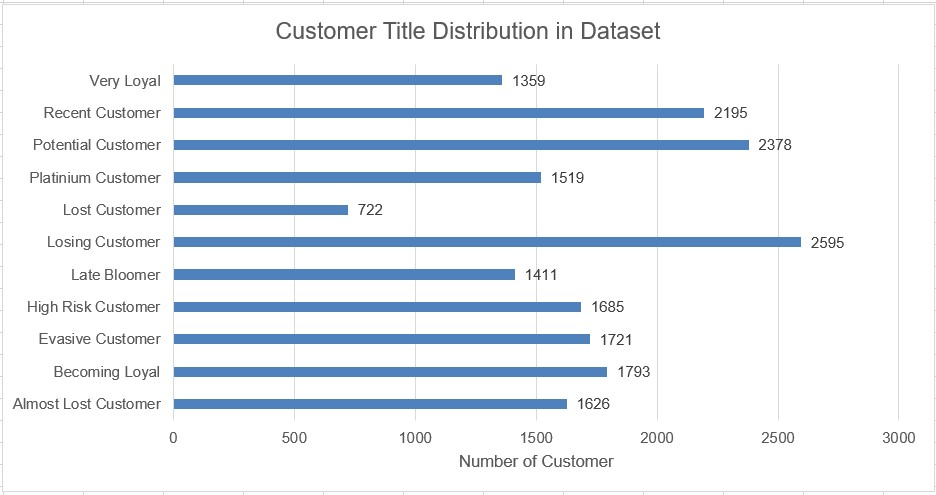 Customer Title Distribution in Dataset
Very Loyal 1359
Recent Customer 2195
Potential Customer 2378
Platinium Customer 1519
Lost Customer 722
Losing Customer 2595
Late Bloomer 1411
High Risk Customer 1685
Evasive Customer 1721
Becoming Loyal 1793
Almost Lost Customer 1626
0 500 1000 1500 2000 2500 3000
Number of Customer